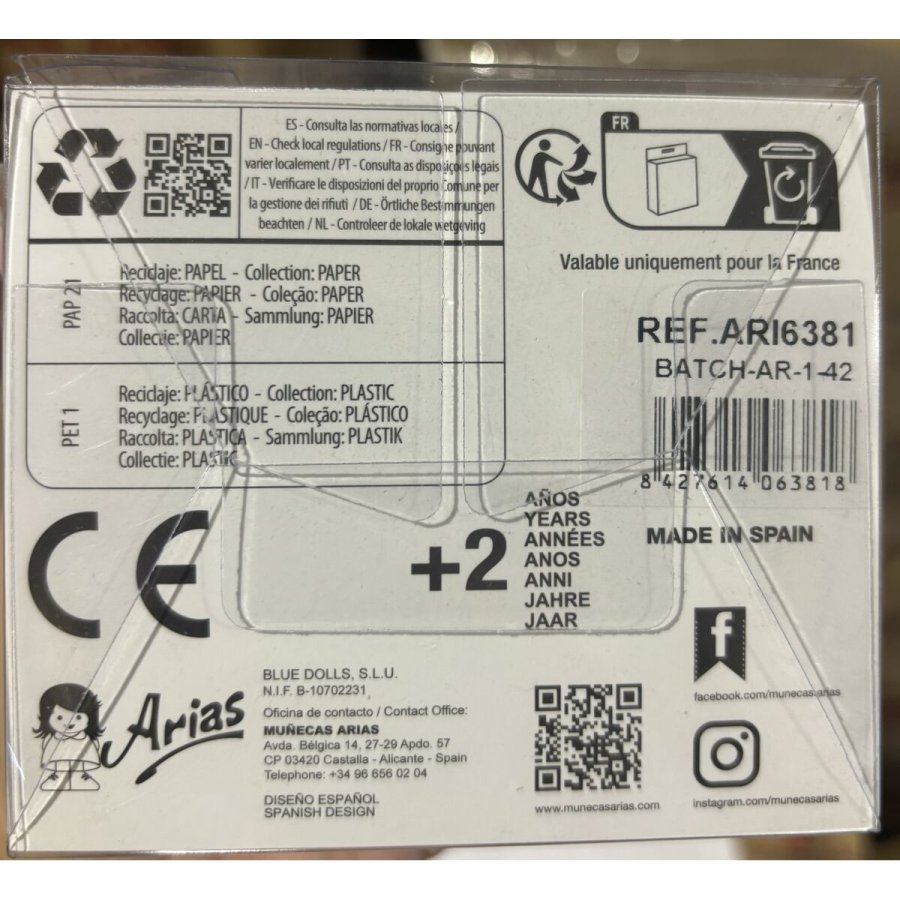 ES - Consulta las normativas locales /
EN - Check local regulations / FR - Consigne pouvant
varier localement / PT - Consulta as disposições legais
/ IT - Verificare le disposizioni del proprio Comune per
la gestione dei rifiuti / DE - Örtliche Bestimmungen
beachten / NL - Controleer de lokale wetgeving
PAP 21
Reciclaje: PAPEL - Collection: PAPER
Recyclage: PAPIER - Coleção: PAPER
Raccolta: CARTA - Sammlung: PAPIER
Collectie: PAPIER
PET 1
Reciclaje: PLÁSTICO - Collection: PLASTIC
Recyclage: PLASTIQUE - Coleção: PLÁSTICO
Raccolta: PLASTICA - Sammlung: PLASTIK
Collectie: PLASTIC
FR
Valable uniquement pour la France
REF.ARI6381
BATCH-AR-1-42
8 427614 063818
MADE IN SPAIN
CE
+2
AÑOS
YEARS
ANNÉES
ANOS
ANNI
JAHRE
JAAR
Arias
BLUE DOLLS, S.L.U.
N.I.F. B-10702231
Oficina de contacto / Contact Office:
MUÑECAS ARIAS
Avda. Bélgica 14, 27-29 Apdo. 57
CP 03420 Castalla - Alicante - Spain
Telephone: +34 96 656 02 04
DISEÑO ESPAÑOL
SPANISH DESIGN
www.munecasarias.com
f
facebook.com/munecas.arias
instagram.com/munecasarias